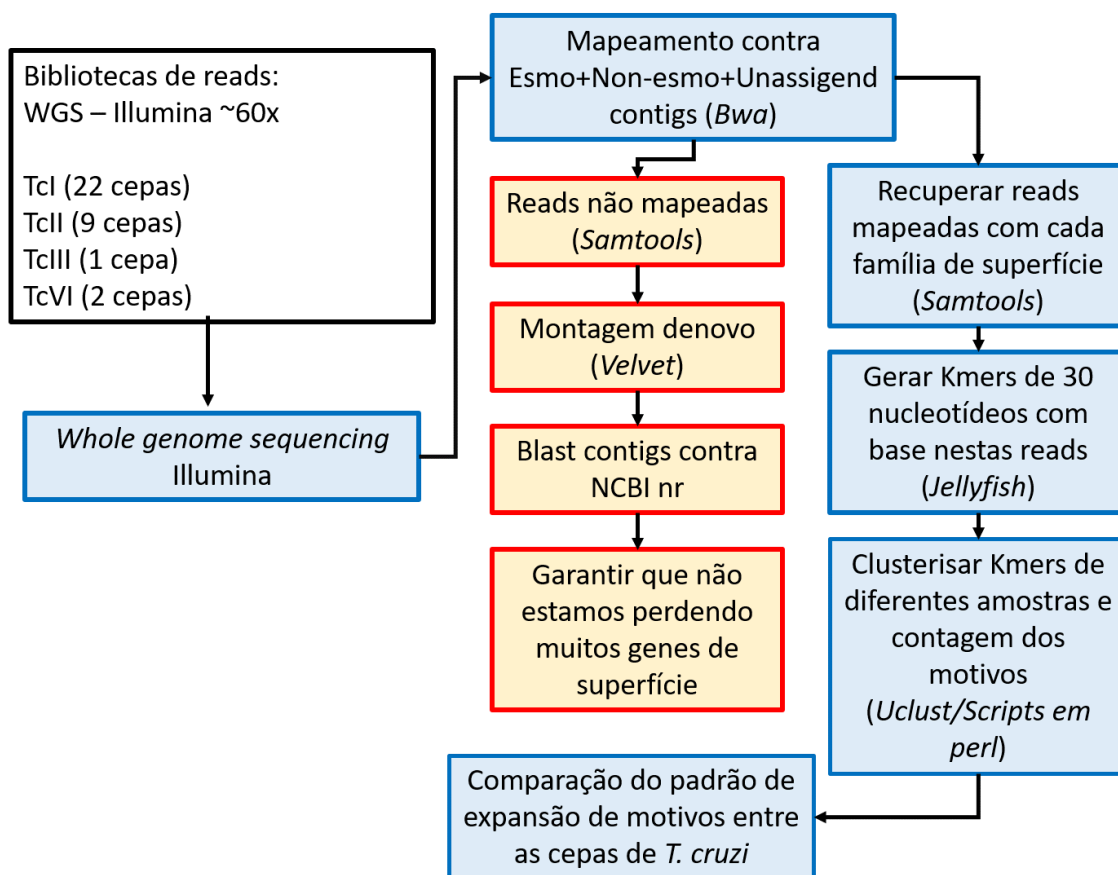 Bibliotecas de reads:
WGS – Illumina ~60x
TcI (22 cepas)
TcII (9 cepas)
TcIII (1 cepa)
TcVI (2 cepas)
Whole genome sequencing
Illumina
Mapeamento contra
Esmo+Non-esmo+Unassigend
contigs (Bwa)
Reads não mapeadas
(Samtools)
Montagem denovo
(Velvet)
Blast contigs contra
NCBI nr
Garantir que não
estamos perdendo
muitos genes de
superfície
Recuperar reads
mapeadas com cada
família de superfície
(Samtools)
Gerar Kmers de 30
nucleotídeos com
base nestas reads
(Jellyfish)
Clusterisar Kmers de
diferentes amostras e
contagem dos
motivos
(Uclust/Scripts em
perl)
Comparação do padrão de
expansão de motivos entre
as cepas de T. cruzi